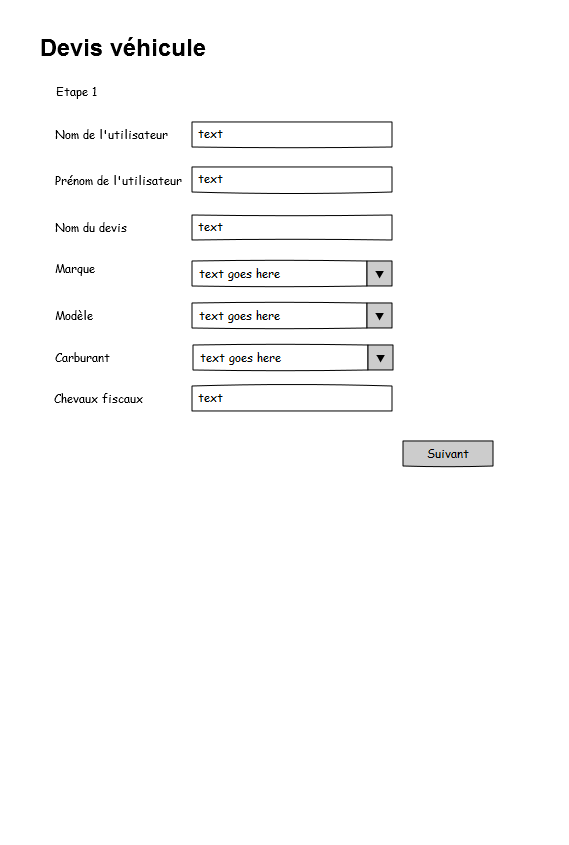 Devis véhicule
Etape 1
Nom de l'utilisateur text
Prénom de l'utilisateur text
Nom du devis text
Marque text goes here
Modèle text goes here
Carburant text goes here
Chevaux fiscaux text
Suivant